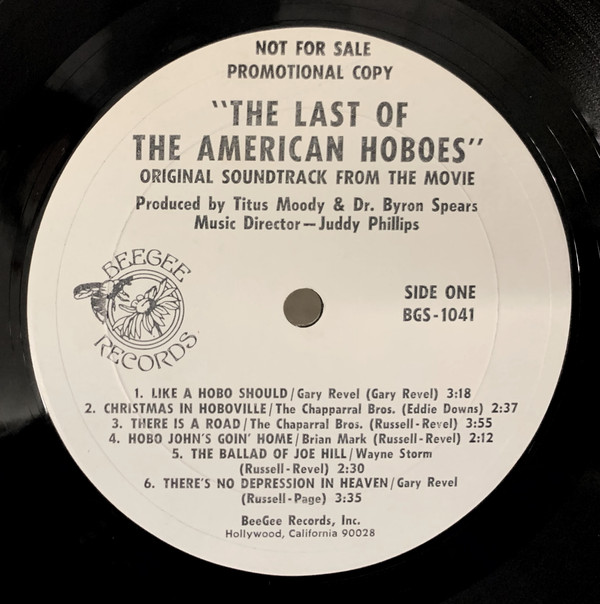 NOT FOR SALE
PROMOTIONAL COPY
"THE LAST OF
THE AMERICAN HOBOES"
ORIGINAL SOUNDTRACK FROM THE MOVIE
Produced by Titus Moody & Dr. Byron Spears
Music Director—Juddy Phillips
BEEGEE
RECORDS
SIDE ONE
BGS-1041
1. LIKE A HOBO SHOULD/Gary Revel (Gary Revel) 3:18
2. CHRISTMAS IN HOBOVILLE/The Chapparral Bros. (Eddie Downs) 2:37
3. THERE IS A ROAD/The Chaparral Bros. (Russell-Revel) 3:55
4. HOBO JOHN'S GOIN' HOME/Brian Mark (Russell-Revel) 2:12
5. THE BALLAD OF JOE HILL/Wayne Storm
(Russell-Revel) 2:30
6. THERE'S NO DEPRESSION IN HEAVEN/Gary Revel
(Russell-Page) 3:35
BeeGee Records, Inc.
Hollywood, California 90028